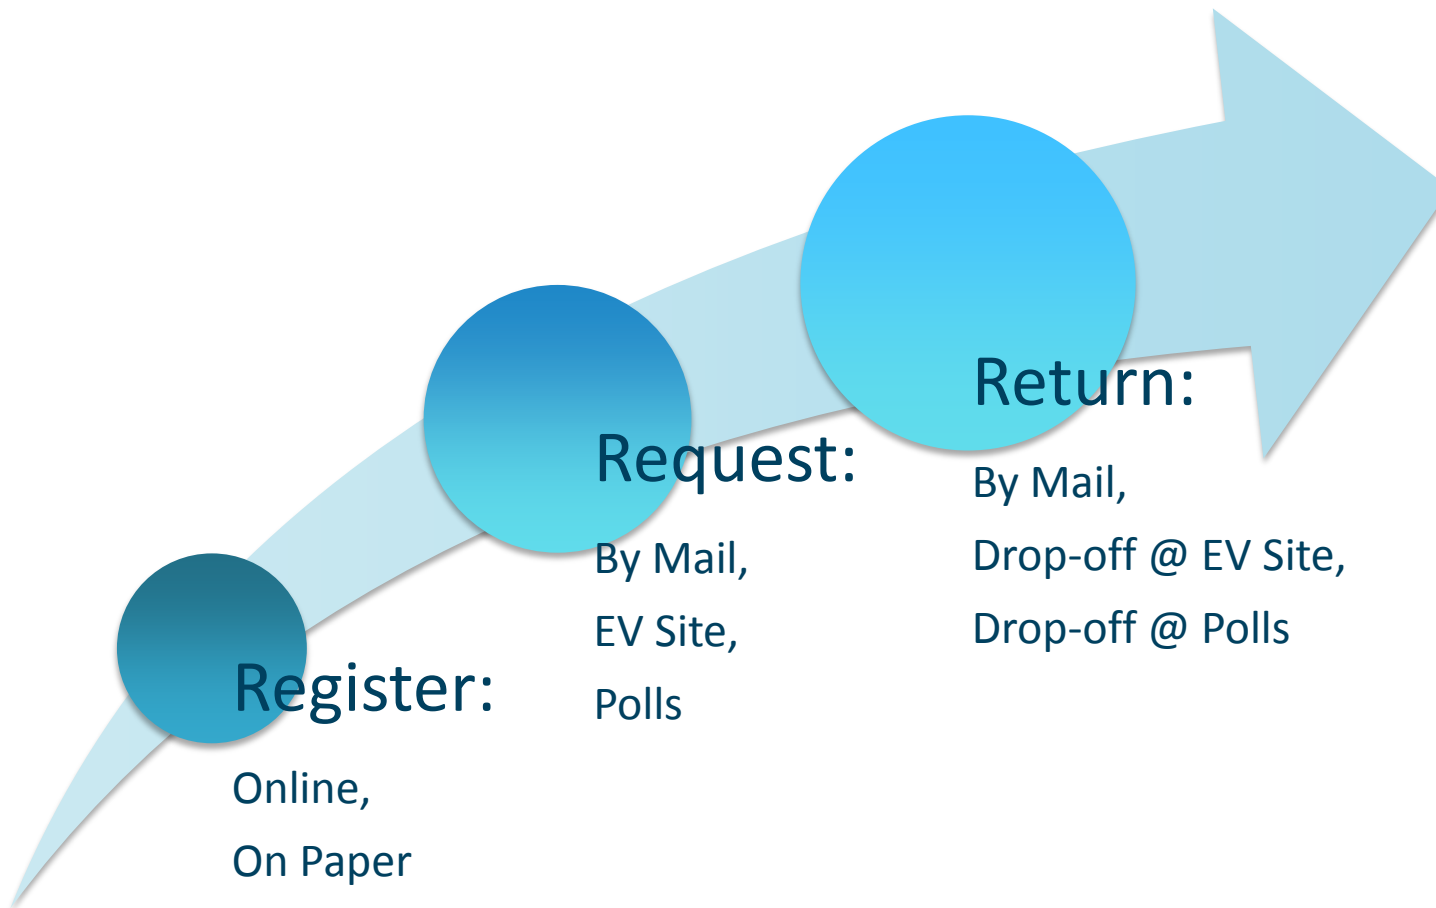 Register:
Online,
On Paper
Request:
By Mail,
EV Site,
Polls
Return:
By Mail,
Drop-off @ EV Site,
Drop-off @ Polls